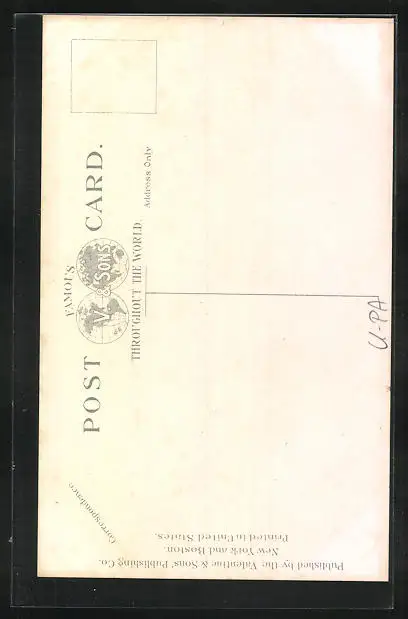 POST CARD.
FAMOUS
V. & SONS
THROUGHOUT THE WORLD.
Address Only
Correspondence.
Published by the Valentine & Sons' Publishing Co.
New York and Boston.
Printed in United States.
U-PA